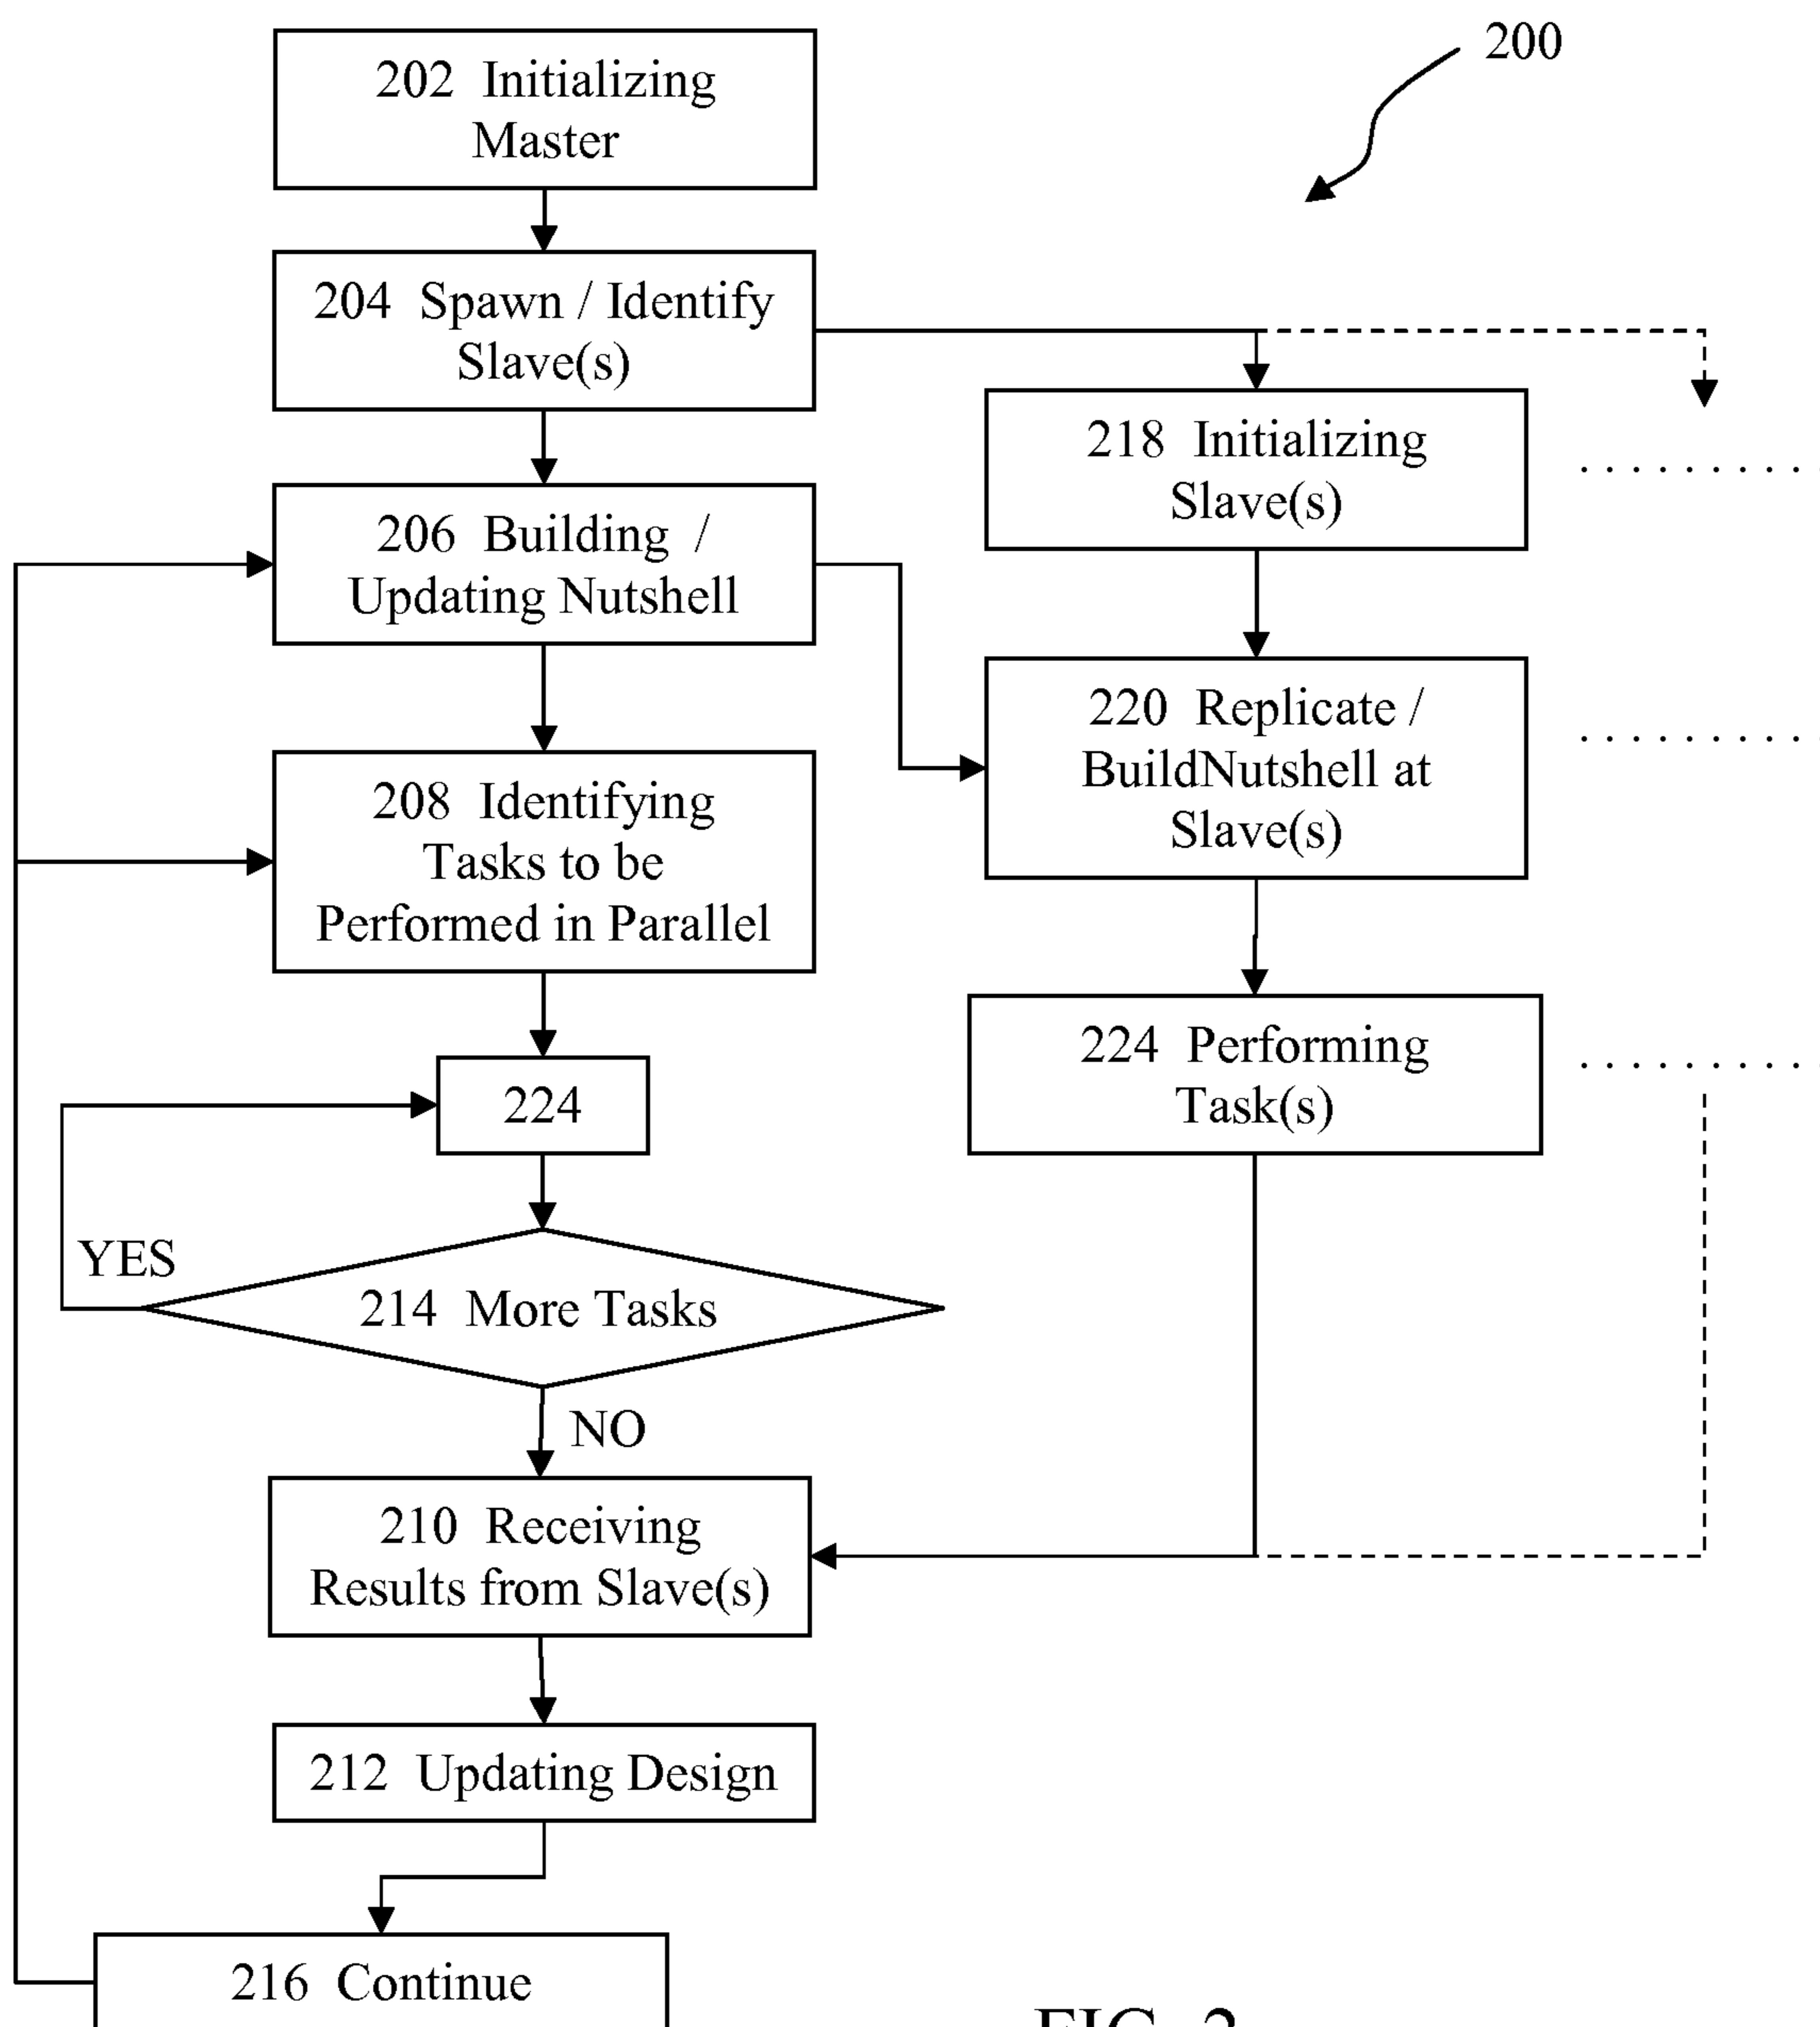 200
202 Initializing
Master
204 Spawn / Identify
Slave(s)
206 Building /
Updating Nutshell
218 Initializing
Slave(s)
208 Identifying
Tasks to be
Performed in Parallel
220 Replicate /
BuildNutshell at
Slave(s)
224
224 Performing
Task(s)
YES
214 More Tasks
NO
210 Receiving
Results from Slave(s)
212 Updating Design
216 Continue
FIG. 2